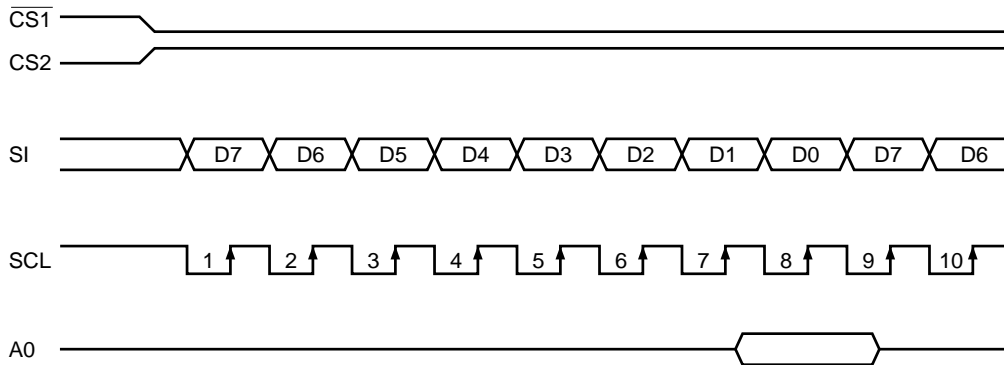 CS1
CS2
SI D7 D6 D5 D4 D3 D2 D1 D0 D7 D6
SCL 1 2 3 4 5 6 7 8 9 10
A0